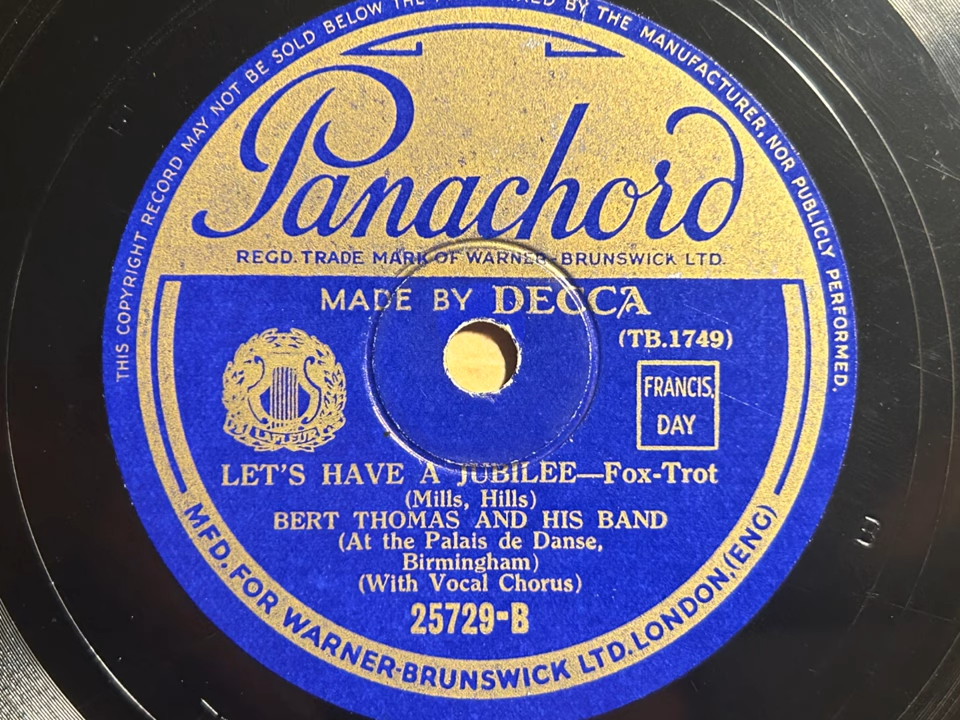 THIS COPYRIGHT RECORD MAY NOT BE SOLD BELOW THE BY THE MANUFACTURER, NOR PUBLICLY PERFORMED.
Panachord
REGD. TRADE MARK OF WARNER-BRUNSWICK LTD.
MADE BY DECCA
(TB.1749)
LAFLEUR
FRANCIS,
DAY
LET'S HAVE A JUBILEE—Fox-Trot
(Mills, Hills)
BERT THOMAS AND HIS BAND
(At the Palais de Danse,
Birmingham)
(With Vocal Chorus)
25729-B
MFD. FOR WARNER-BRUNSWICK LTD. LONDON, (ENG)